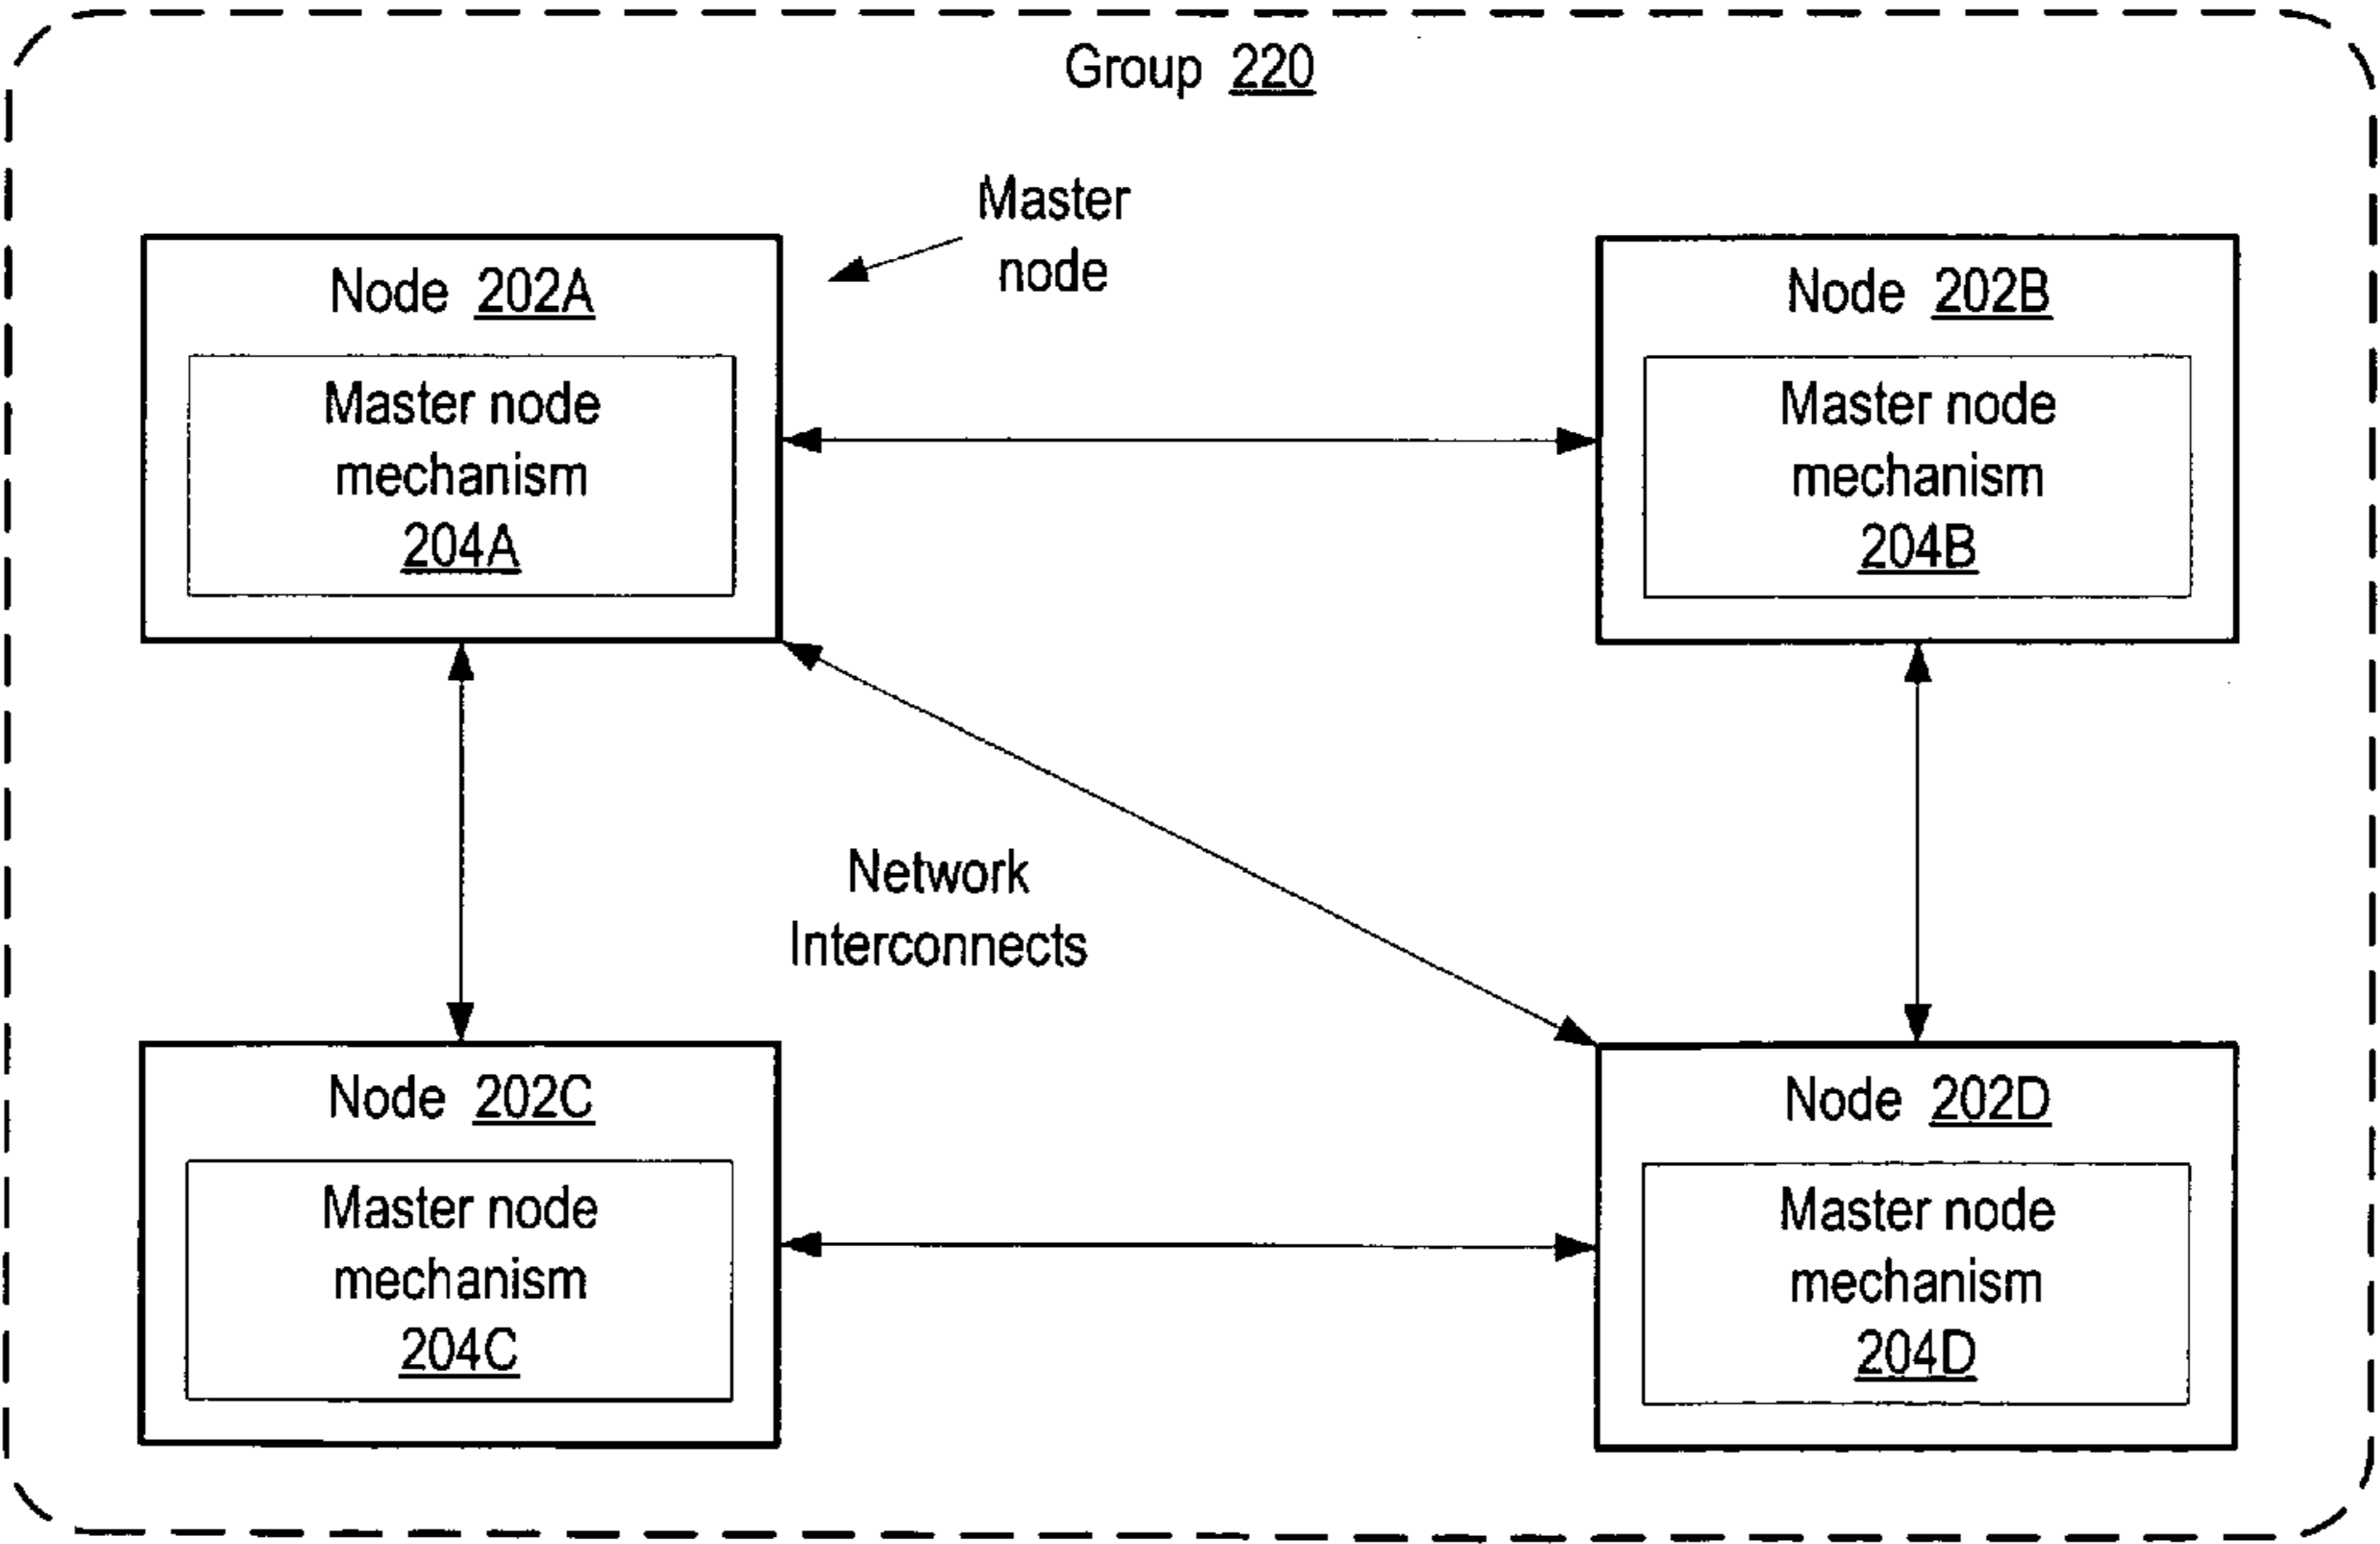 Group 220
Master
node
Node 202A
Master node
mechanism
204A
Node 202B
Master node
mechanism
204B
Network
Interconnects
Node 202C
Master node
mechanism
204C
Node 202D
Master node
mechanism
204D